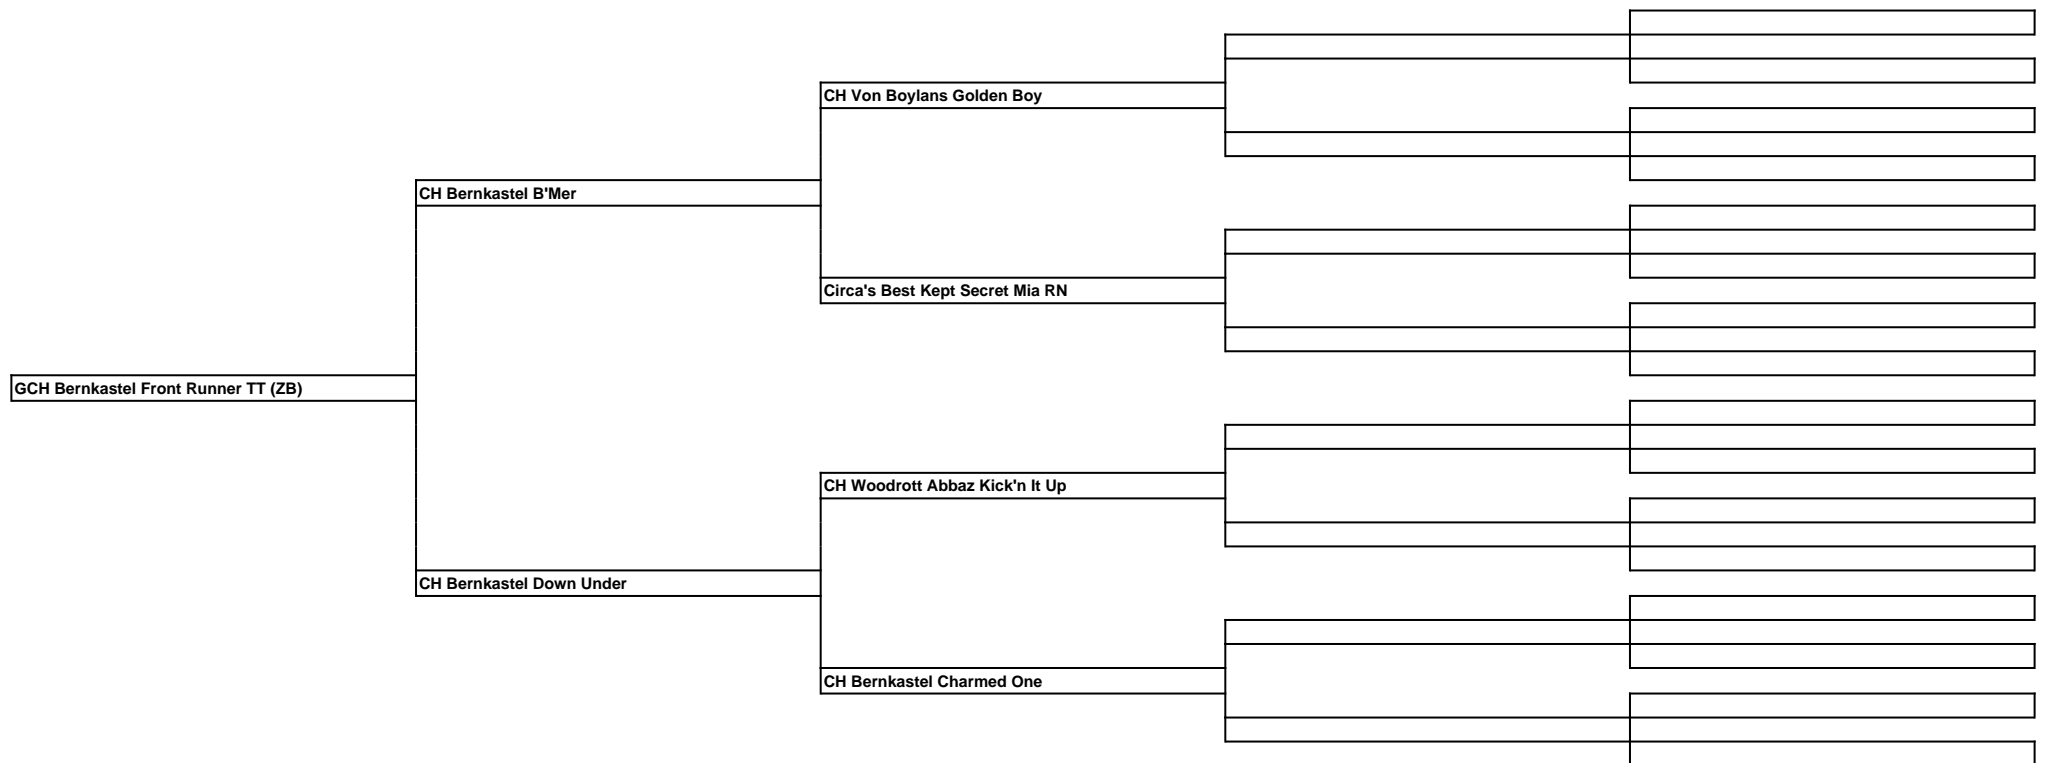 CH Von Boylans Golden Boy
CH Bernkastel B'Mer
Circa's Best Kept Secret Mia RN
GCH Bernkastel Front Runner TT (ZB)
CH Woodrott Abbaz Kick'n It Up
CH Bernkastel Down Under
CH Bernkastel Charmed One